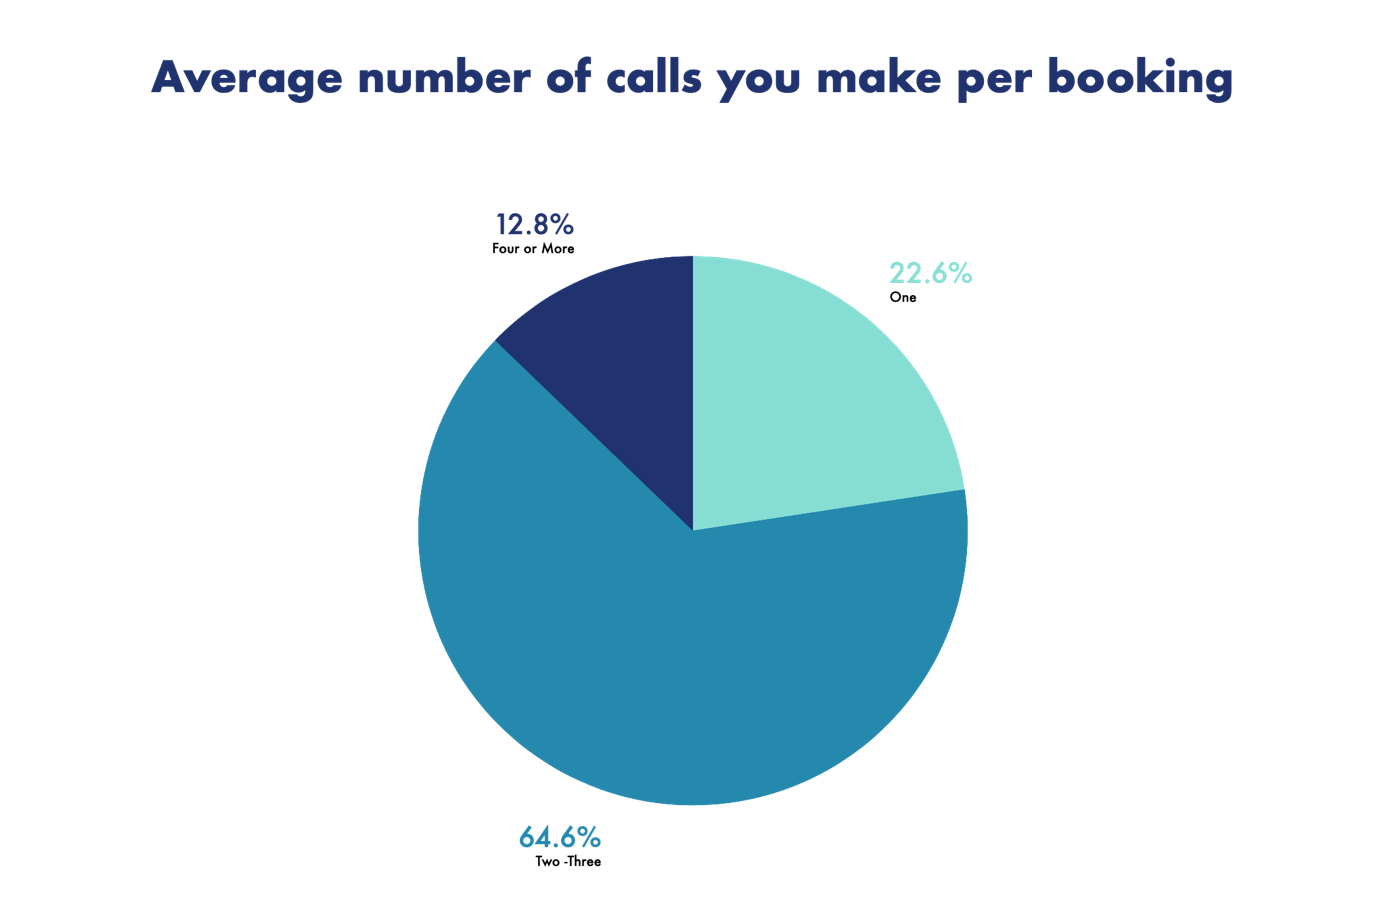 Average number of calls you make per booking
12.8%
Four or More
22.6%
One
64.6%
Two -Three